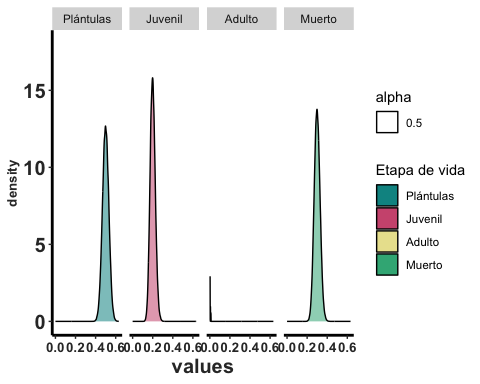 Plántulas Juvenil Adulto Muerto
15
10
5
0
density
0.0 0.2 0.4 0.6 0.0 0.2 0.4 0.6 0.0 0.2 0.4 0.6 0.0 0.2 0.4 0.6
values
alpha
0.5
Etapa de vida
Plántulas
Juvenil
Adulto
Muerto